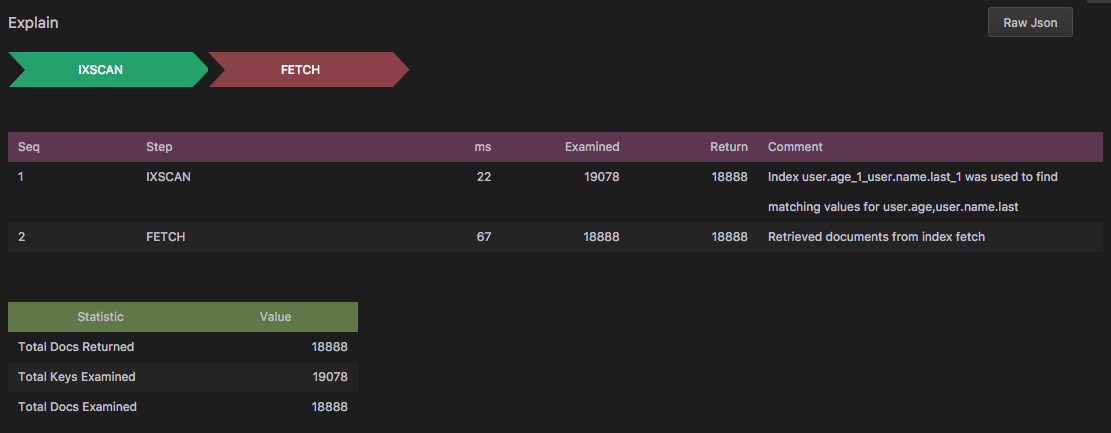 Explain
Raw Json
IXSCAN FETCH
Seq Step ms Examined Return Comment
1 IXSCAN 22 19078 18888 Index user.age_1_user.name.last_1 was used to find
matching values for user.age,user.name.last
2 FETCH 67 18888 18888 Retrieved documents from index fetch
Statistic Value
Total Docs Returned 18888
Total Keys Examined 19078
Total Docs Examined 18888